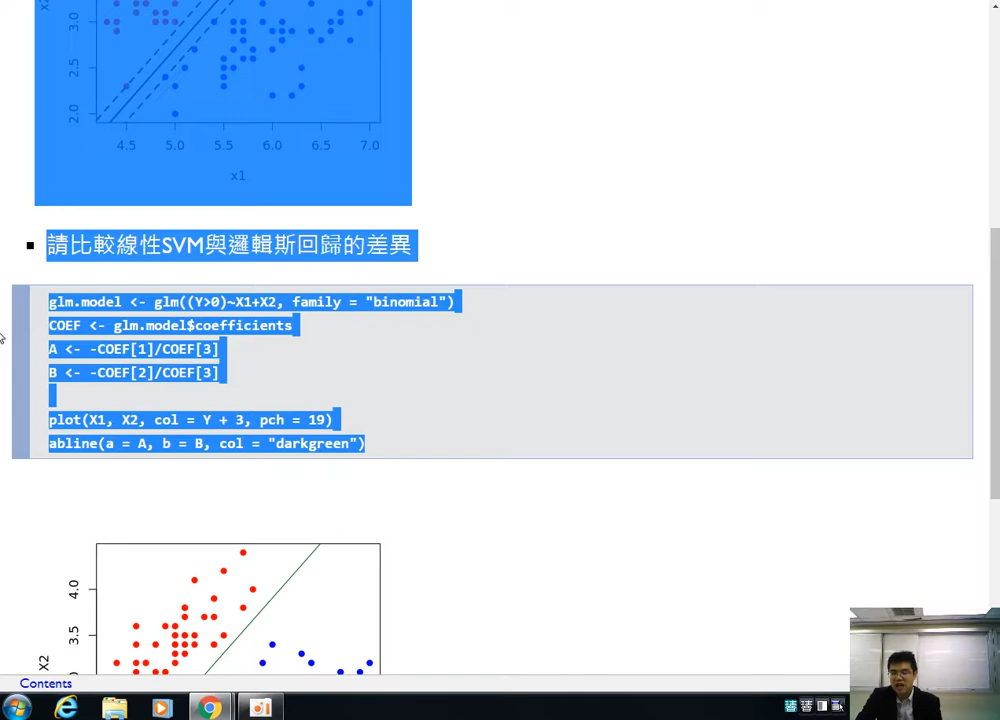 x2
3.0
2.5
2.0
4.5 5.0 5.5 6.0 6.5 7.0
x1
請比較線性SVM與邏輯斯回歸的差異
glm.model <- glm((Y>0)~X1+X2, family = "binomial")
COEF <- glm.model$coefficients
A <- -COEF[1]/COEF[3]
B <- -COEF[2]/COEF[3]
plot(X1, X2, col = Y + 3, pch = 19)
abline(a = A, b = B, col = "darkgreen")
4.0
3.5
X2
Contents